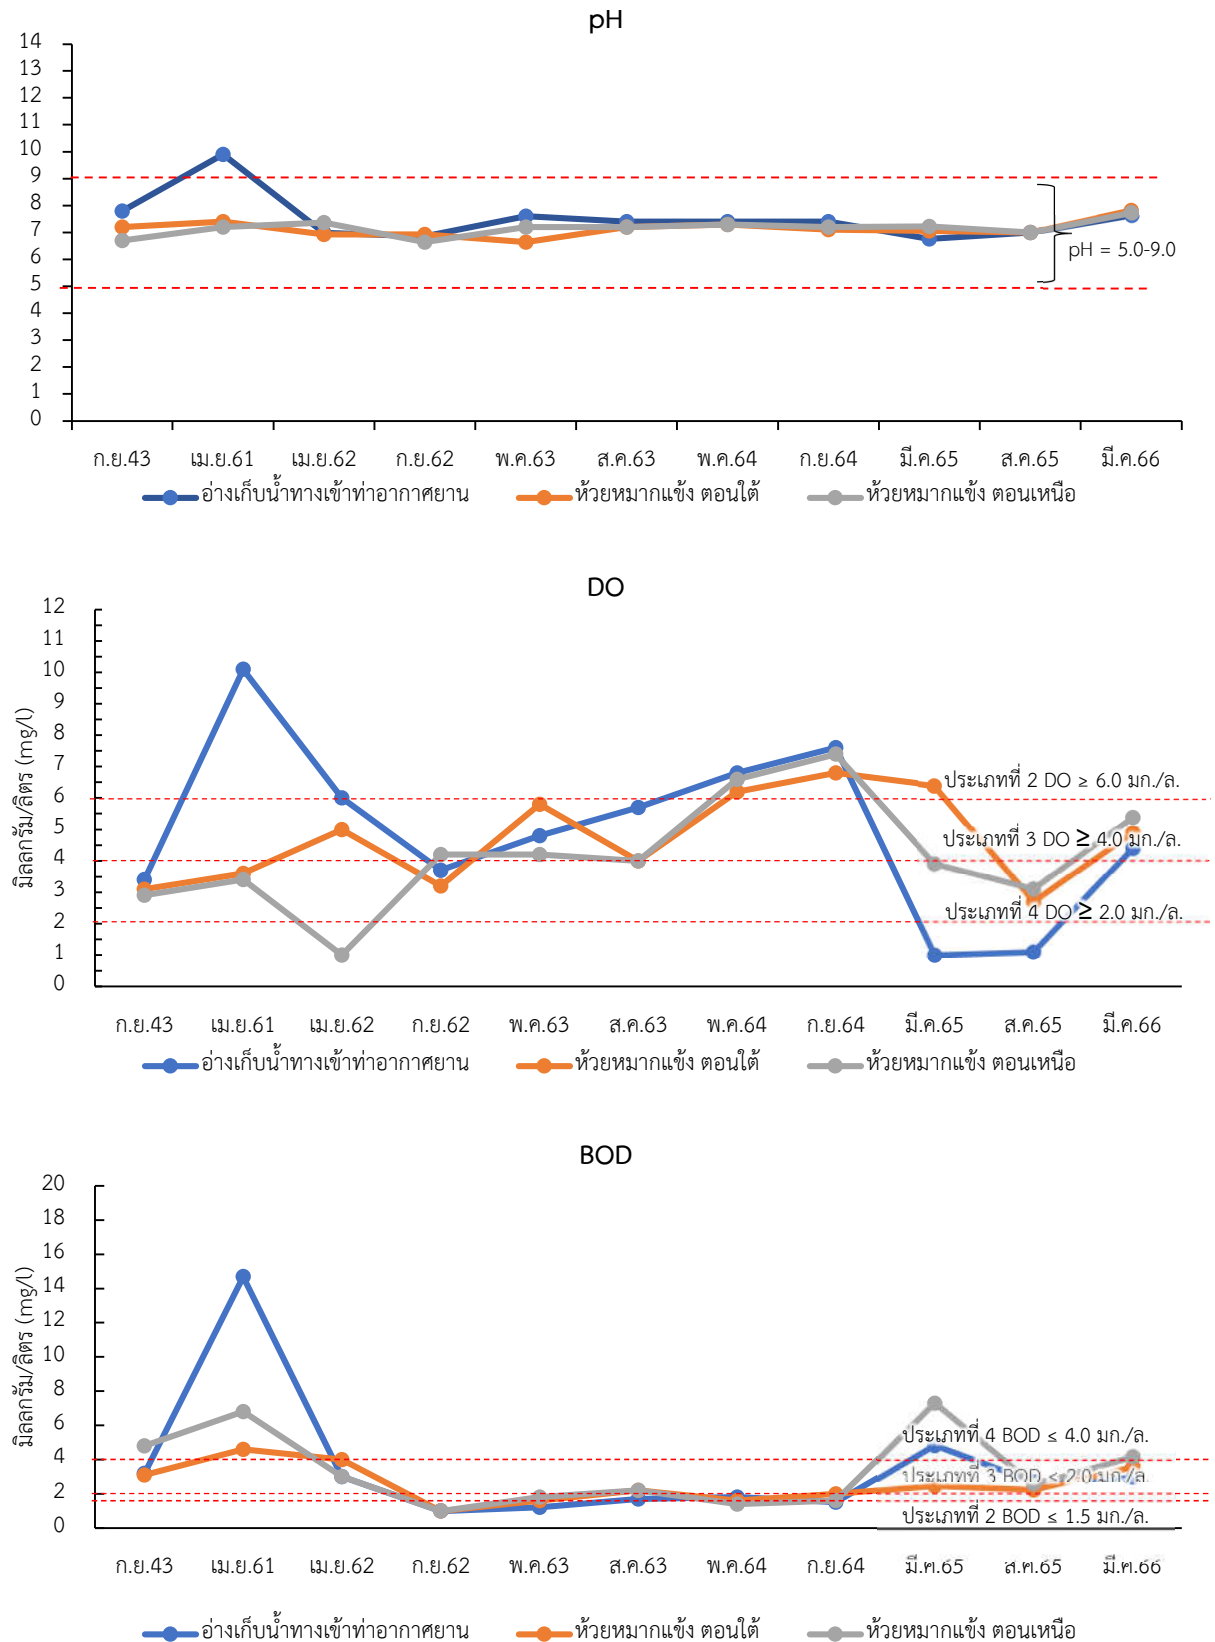 pH
14
13
12
11
10
9
8
7
6
5
4
3
2
1
0
pH = 5.0-9.0
ก.ย.43 เม.ย.61 เม.ย.62 ก.ย.62 พ.ค.63 ส.ค.63 พ.ค.64 ก.ย.64 มี.ค.65 ส.ค.65 มี.ค.66
อ่างเก็บน้ำทางเข้าท่าอากาศยาน ห้วยหมากแข้ง ตอนใต้ ห้วยหมากแข้ง ตอนเหนือ
DO
มิลลกรัม/ลิตร (mg/l)
12
11
10
9
8
7
6
5
4
3
2
1
0
ประเภทที่ 2 DO ≥ 6.0 มก./ล.
ประเภทที่ 3 DO ≥ 4.0 มก./ล.
ประเภทที่ 4 DO ≥ 2.0 มก./ล.
ก.ย.43 เม.ย.61 เม.ย.62 ก.ย.62 พ.ค.63 ส.ค.63 พ.ค.64 ก.ย.64 มี.ค.65 ส.ค.65 มี.ค.66
อ่างเก็บน้ำทางเข้าท่าอากาศยาน ห้วยหมากแข้ง ตอนใต้ ห้วยหมากแข้ง ตอนเหนือ
BOD
มิลลกรัม/ลิตร (mg/l)
20
18
16
14
12
10
8
6
4
2
0
ประเภทที่ 4 BOD ≤ 4.0 มก./ล.
ประเภทที่ 3 BOD ≤ 2.0 มก./ล.
ประเภทที่ 2 BOD ≤ 1.5 มก./ล.
ก.ย.43 เม.ย.61 เม.ย.62 ก.ย.62 พ.ค.63 ส.ค.63 พ.ค.64 ก.ย.64 มี.ค.65 ส.ค.65 มี.ค.66
อ่างเก็บน้ำทางเข้าท่าอากาศยาน ห้วยหมากแข้ง ตอนใต้ ห้วยหมากแข้ง ตอนเหนือ